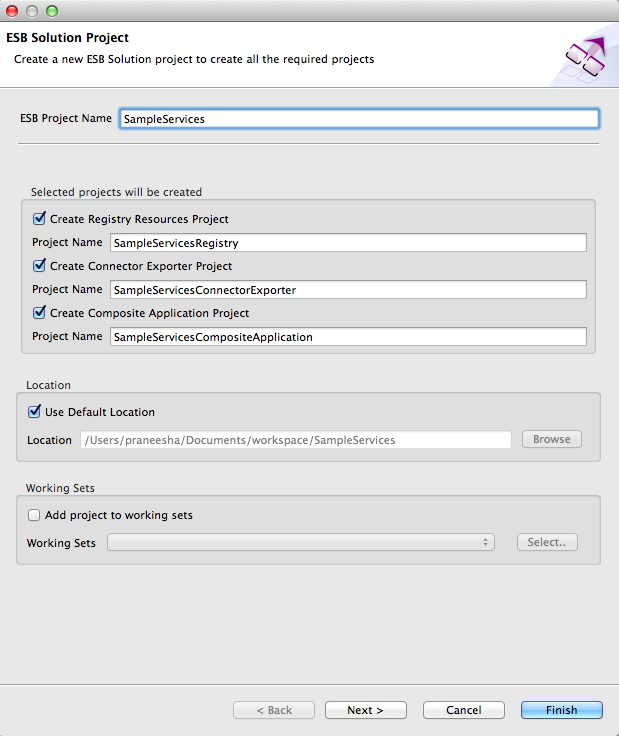 ESB Solution Project
Create a new ESB Solution project to create all the required projects
ESB Project Name SampleServices
Selected projects will be created
Create Registry Resources Project
Project Name SampleServicesRegistry
Create Connector Exporter Project
Project Name SampleServicesConnectorExporter
Create Composite Application Project
Project Name SampleServicesCompositeApplication
Location
Use Default Location
Location /Users/praneesha/Documents/workspace/SampleServices Browse
Working Sets
Add project to working sets
Working Sets Select..
< Back Next > Cancel Finish